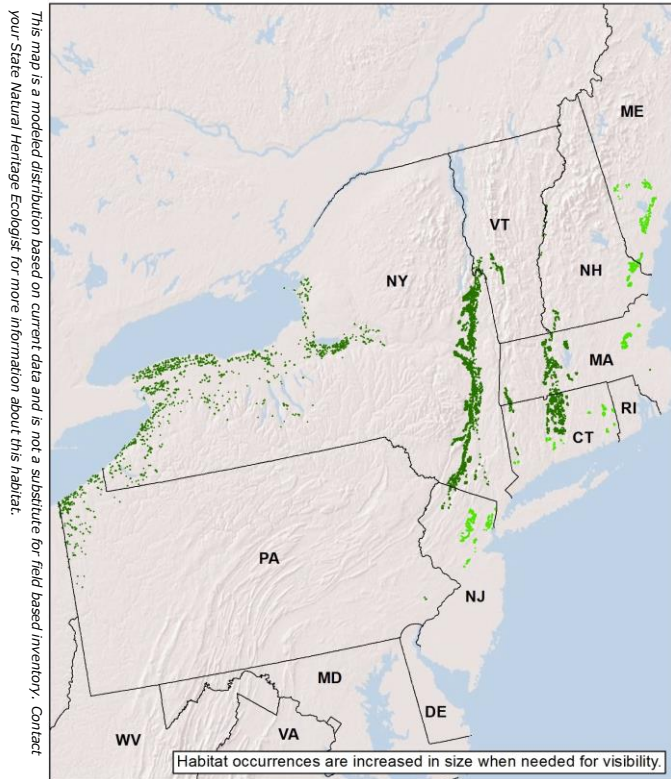 This map is a modeled distribution based on current data and is not a substitute for field based inventory. Contact
your State Natural Heritage Ecologist for more information about this habitat.
ME
VT
NY
NH
MA
RI
CT
PA
NJ
MD
DE
WV
VA
Habitat occurrences are increased in size when needed for visibility.